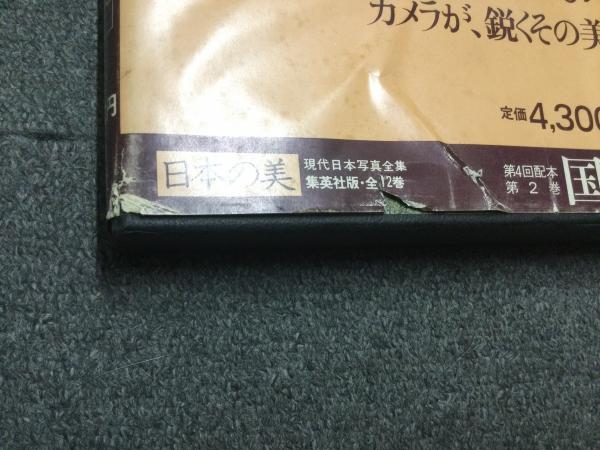 カメラが、鋭くその美
定価4,300
円
日本の美
現代日本写真全集
集英社版・全12巻
第4回配本
第2巻
国